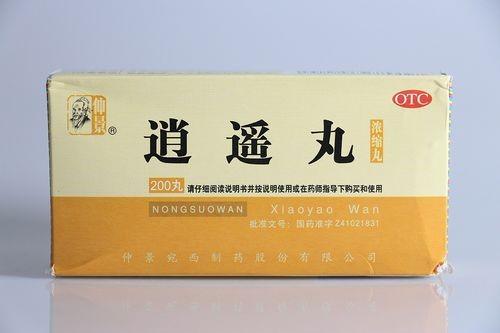 仲景®
OTC
逍遥丸
浓缩丸
200丸 请仔细阅读说明书并按说明使用或在药师指导下购买和使用
NONGSUOWAN Xiaoyao Wan
批准文号：国药准字Z41021831
仲景宛西制药股份有限公司